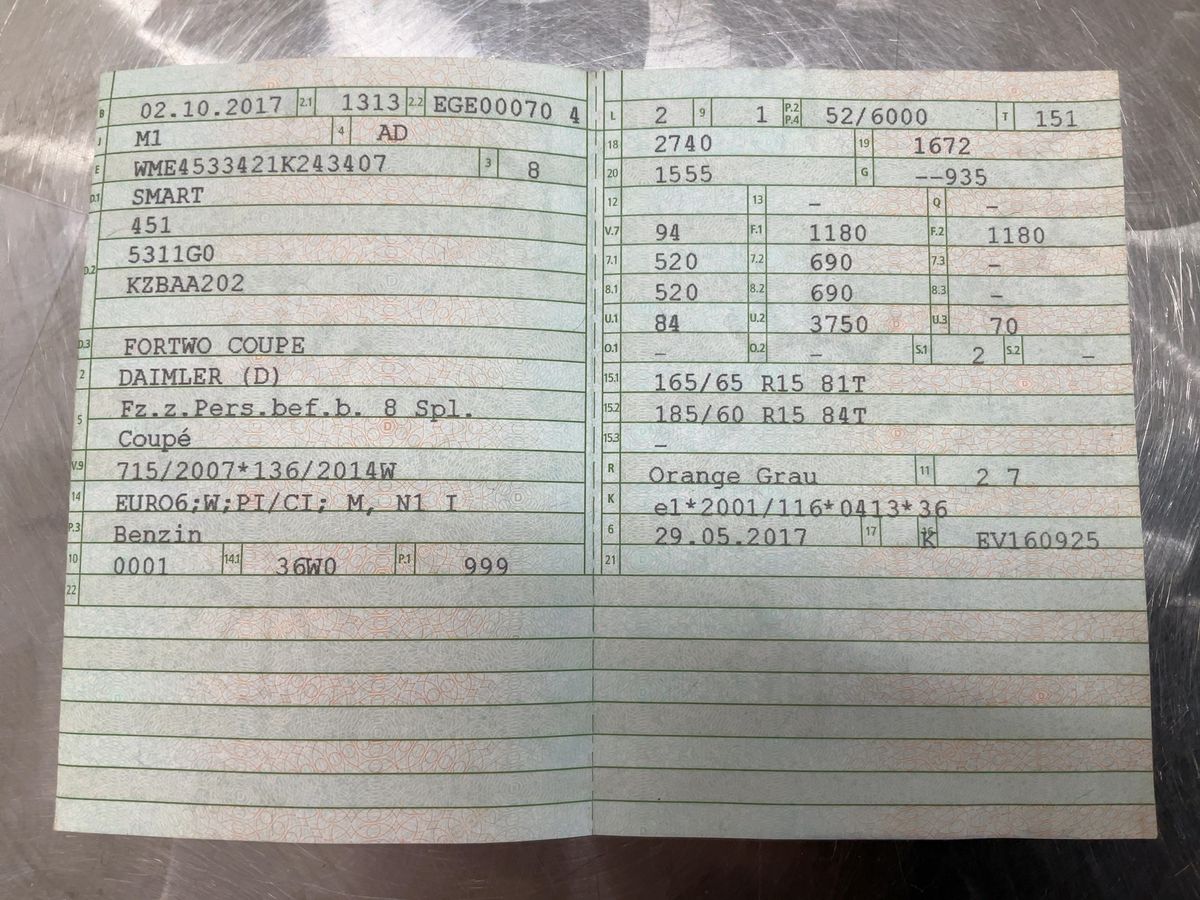 B 02.10.2017 2.1 1313 2.2 EGE00070 4
J M1 4 AD
E WME4533421K243407 3 8
D.1 SMART
451
D.2 5311G0
KZBAA202
D.3 FORTWO COUPE
2 DAIMLER (D)
5 Fz.z.Pers.bef.b. 8 Spl.
Coupé
V.9 715/2007*136/2014W
14 EURO6;W;PI/CI; M, N1 I
P.3 Benzin
10 0001 14.1 36W0 P.1 999
22
L 2 9 1 P.2 P.4 52/6000 T 151
18 2740 19 1672
20 1555 G --935
12 13 – Q –
V.7 94 F.1 1180 F.2 1180
7.1 520 7.2 690 7.3 –
8.1 520 8.2 690 8.3 –
U.1 84 U.2 3750 U.3 70
O.1 – O.2 – S.1 2 S.2 –
15.1 165/65 R15 81T
15.2 185/60 R15 84T
15.3 –
R Orange Grau 11 2 7
K e1*2001/116*0413*36
6 29.05.2017 17 K 16 EV160925
21